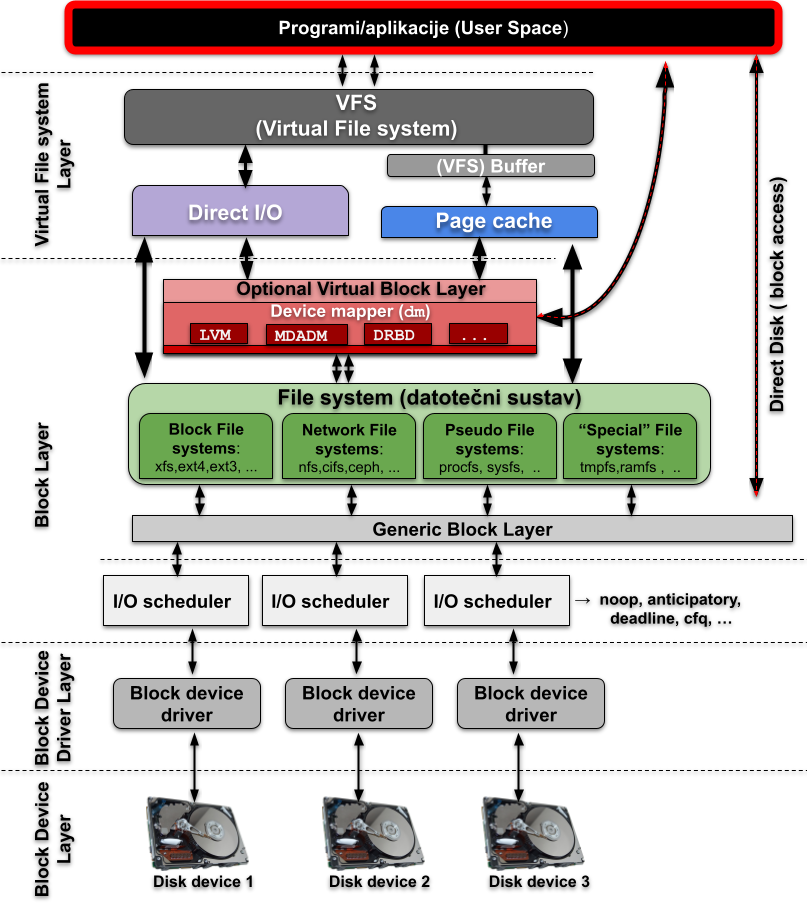 Programi/aplikacije (User Space)
Virtual File system
Layer
VFS
(Virtual File system)
(VFS) Buffer
Direct I/O
Page cache
Direct Disk ( block access)
Optional Virtual Block Layer
Device mapper (dm)
LVM
MDADM
DRBD
...
Block Layer
File system (datotečni sustav)
Block File
systems:
xfs,ext4,ext3, ...
Network File
systems:
nfs,cifs,ceph, ...
Pseudo File
systems:
procfs, sysfs, ..
“Special” File
systems:
tmpfs,ramfs , ..
Generic Block Layer
I/O scheduler
I/O scheduler
I/O scheduler
→ noop, anticipatory,
deadline, cfq, …
Block Device
Driver Layer
Block device
driver
Block device
driver
Block device
driver
Block Device
Layer
Disk device 1
Disk device 2
Disk device 3